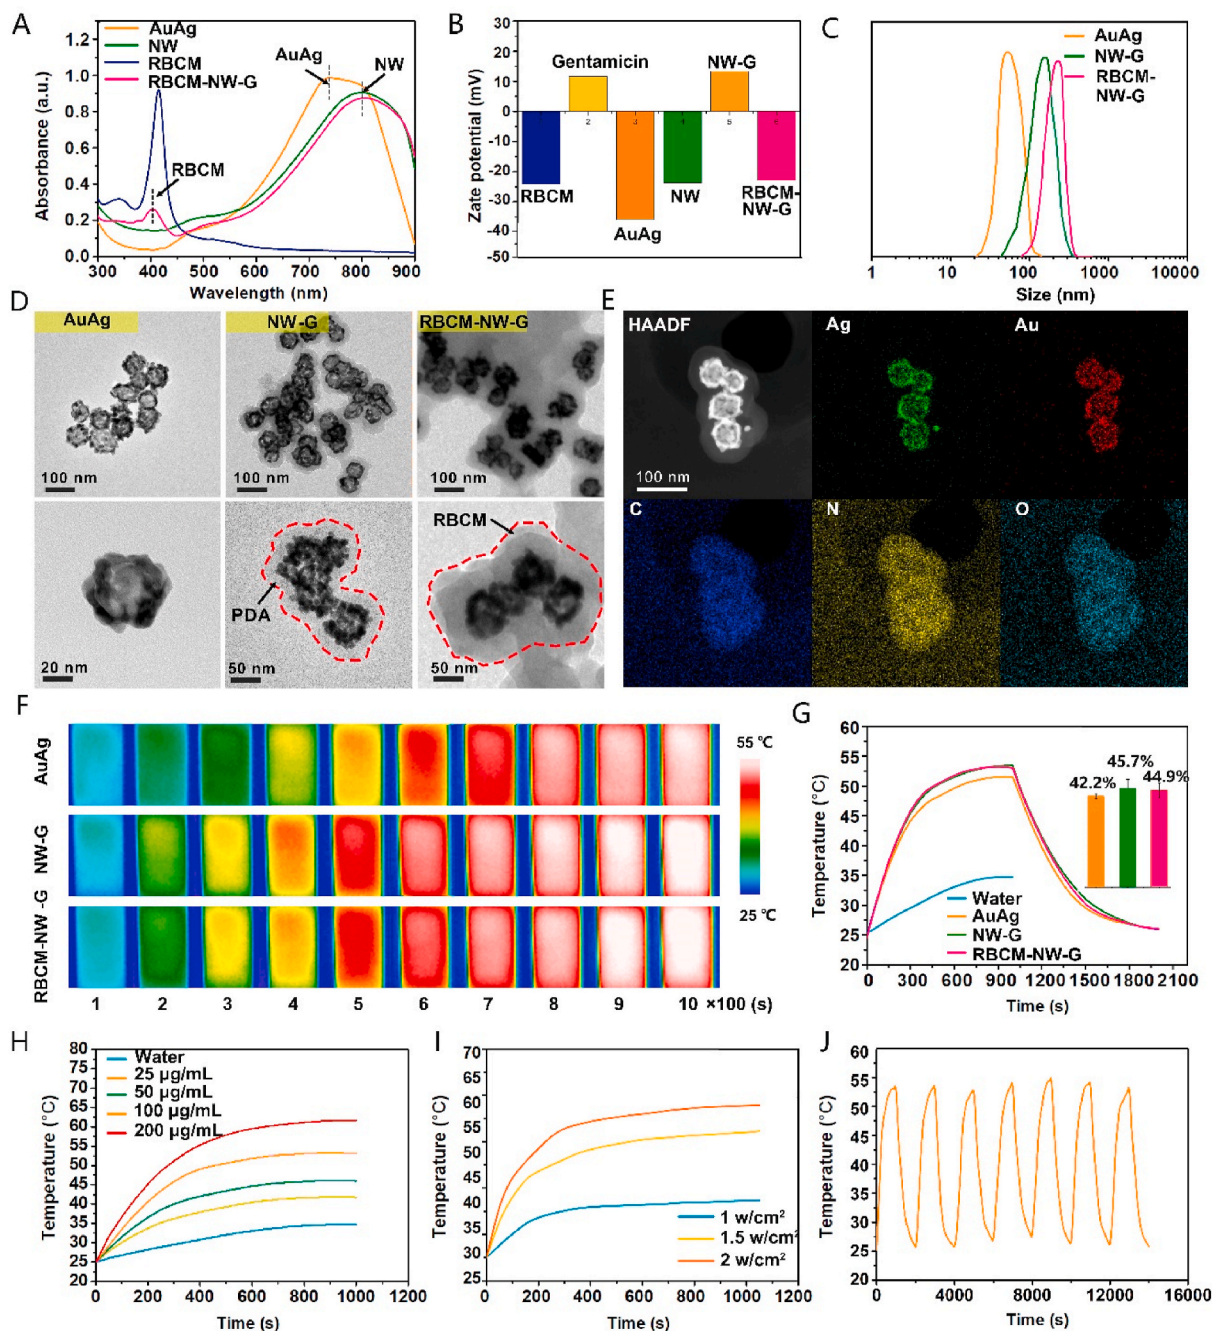 A
AuAg
NW
RBCM
RBCM-NW-G
AuAg
NW
RBCM
Absorbance (a.u.)
1.2
1.0
0.8
0.6
0.4
0.2
0.0
300 400 500 600 700 800 900
Wavelength (nm)
B
Zate potential (mV)
30
20
10
0
-10
-20
-30
-40
-50
Gentamicin
NW-G
2 3 5
RBCM
AuAg
NW
RBCM-
NW-G
C
AuAg
NW-G
RBCM-
NW-G
1 10 100 1000 10000
Size (nm)
D
AuAg
NW-G
RBCM-NW-G
100 nm
100 nm
100 nm
PDA
RBCM
20 nm
50 nm
50 nm
E
HAADF
Ag
Au
100 nm
C
N
O
F
AuAg
NW-G
RBCM-NW -G
55 ℃
25 ℃
1 2 3 4 5 6 7 8 9 10 ×100 (s)
G
Temperature (°C)
60
55
50
45
40
35
30
25
20
42.2%
45.7%
44.9%
Water
AuAg
NW-G
RBCM-NW-G
0 300 600 900 1200 1500 1800 2100
Time (s)
H
Temperature (°C)
80
75
70
65
60
55
50
45
40
35
30
25
20
Water
25 μg/mL
50 μg/mL
100 μg/mL
200 μg/mL
0 200 400 600 800 1000 1200
Time (s)
I
Temperature (°C)
70
65
60
55
50
45
40
35
30
30
1 w/cm²
1.5 w/cm²
2 w/cm²
0 200 400 600 800 1000 1200
Time (s)
J
Temperature (°C)
60
55
50
45
40
35
30
25
20
0 4000 8000 12000 16000
Time (s)